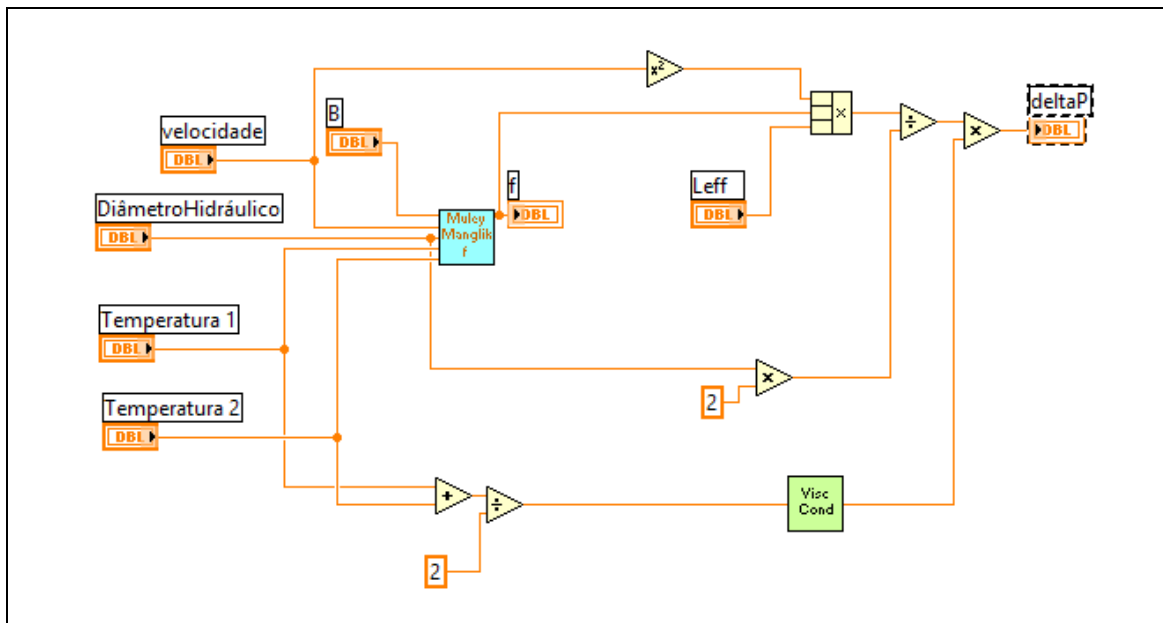 x²
B
deltaP
velocidade
DBL
DBL
×
÷
×
DBL
f
Leff
DiâmetroHidráulico
DBL
Muley
Manglik
f
DBL
DBL
Temperatura 1
DBL
×
2
Temperatura 2
DBL
+
÷
Visc
Cond
2